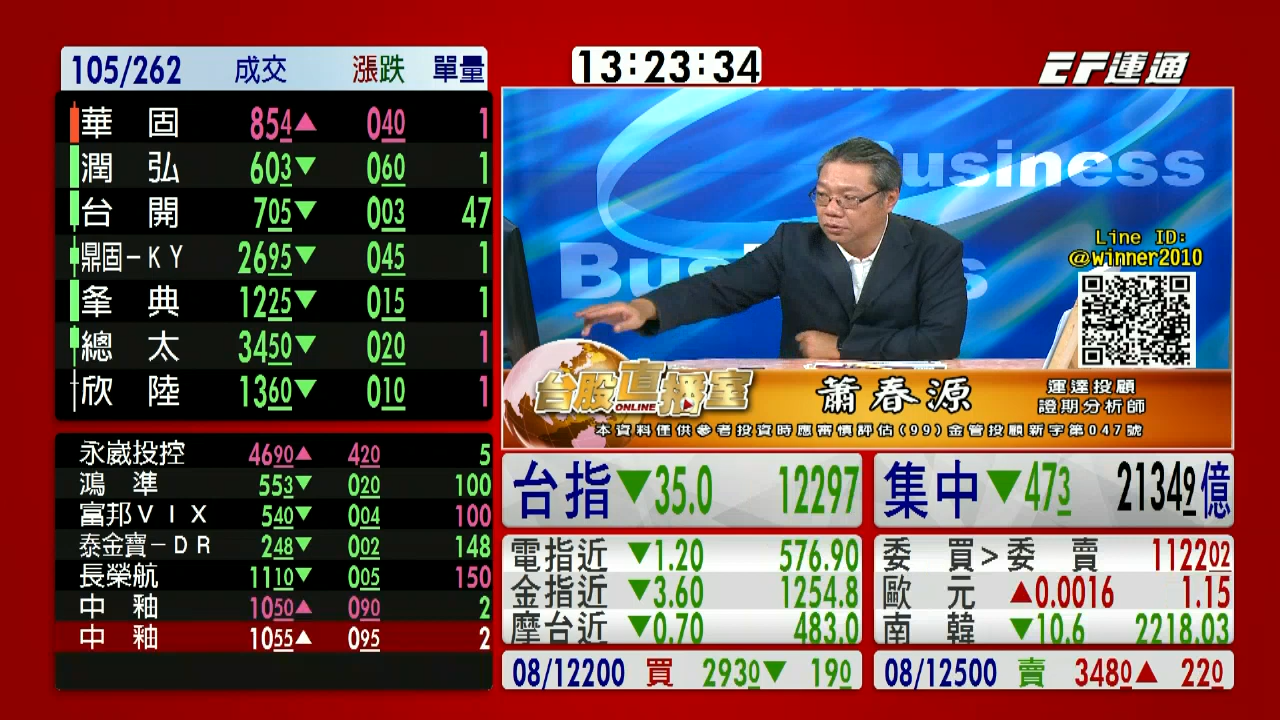 105/262 成交 漲跌 單量
華固 854▲ 040 1
潤弘 603▼ 060 1
台開 705▼ 003 47
鼎固-KY 2695▼ 045 1
夆典 1225▼ 015 1
總太 3450▼ 020 1
欣陸 1360▼ 010 1
永崴投控 4690▲ 420 5
鴻準 553▼ 020 100
富邦VIX 540▼ 004 100
泰金寶-DR 248▼ 002 148
長榮航 1110▼ 005 150
中釉 1050▲ 090 2
中釉 1055▲ 095 2
13:23:34
EF運通
Business
Business
Line ID:
@winner2010
台股直播室
ONLINE
蕭春源
運達投顧
證期分析師
本資料僅供參考投資時應審慎評估(99)金管投顧新字第047號
台指▼35.0 12297
集中▼473 21349億
電指近 ▼1.20 576.90
金指近 ▼3.60 1254.8
摩台近 ▼0.70 483.0
委買>委賣 112202
歐元 ▲0.0016 1.15
南韓 ▼10.6 2218.03
08/12200 買 2930▼ 190
08/12500 賣 3480▲ 220